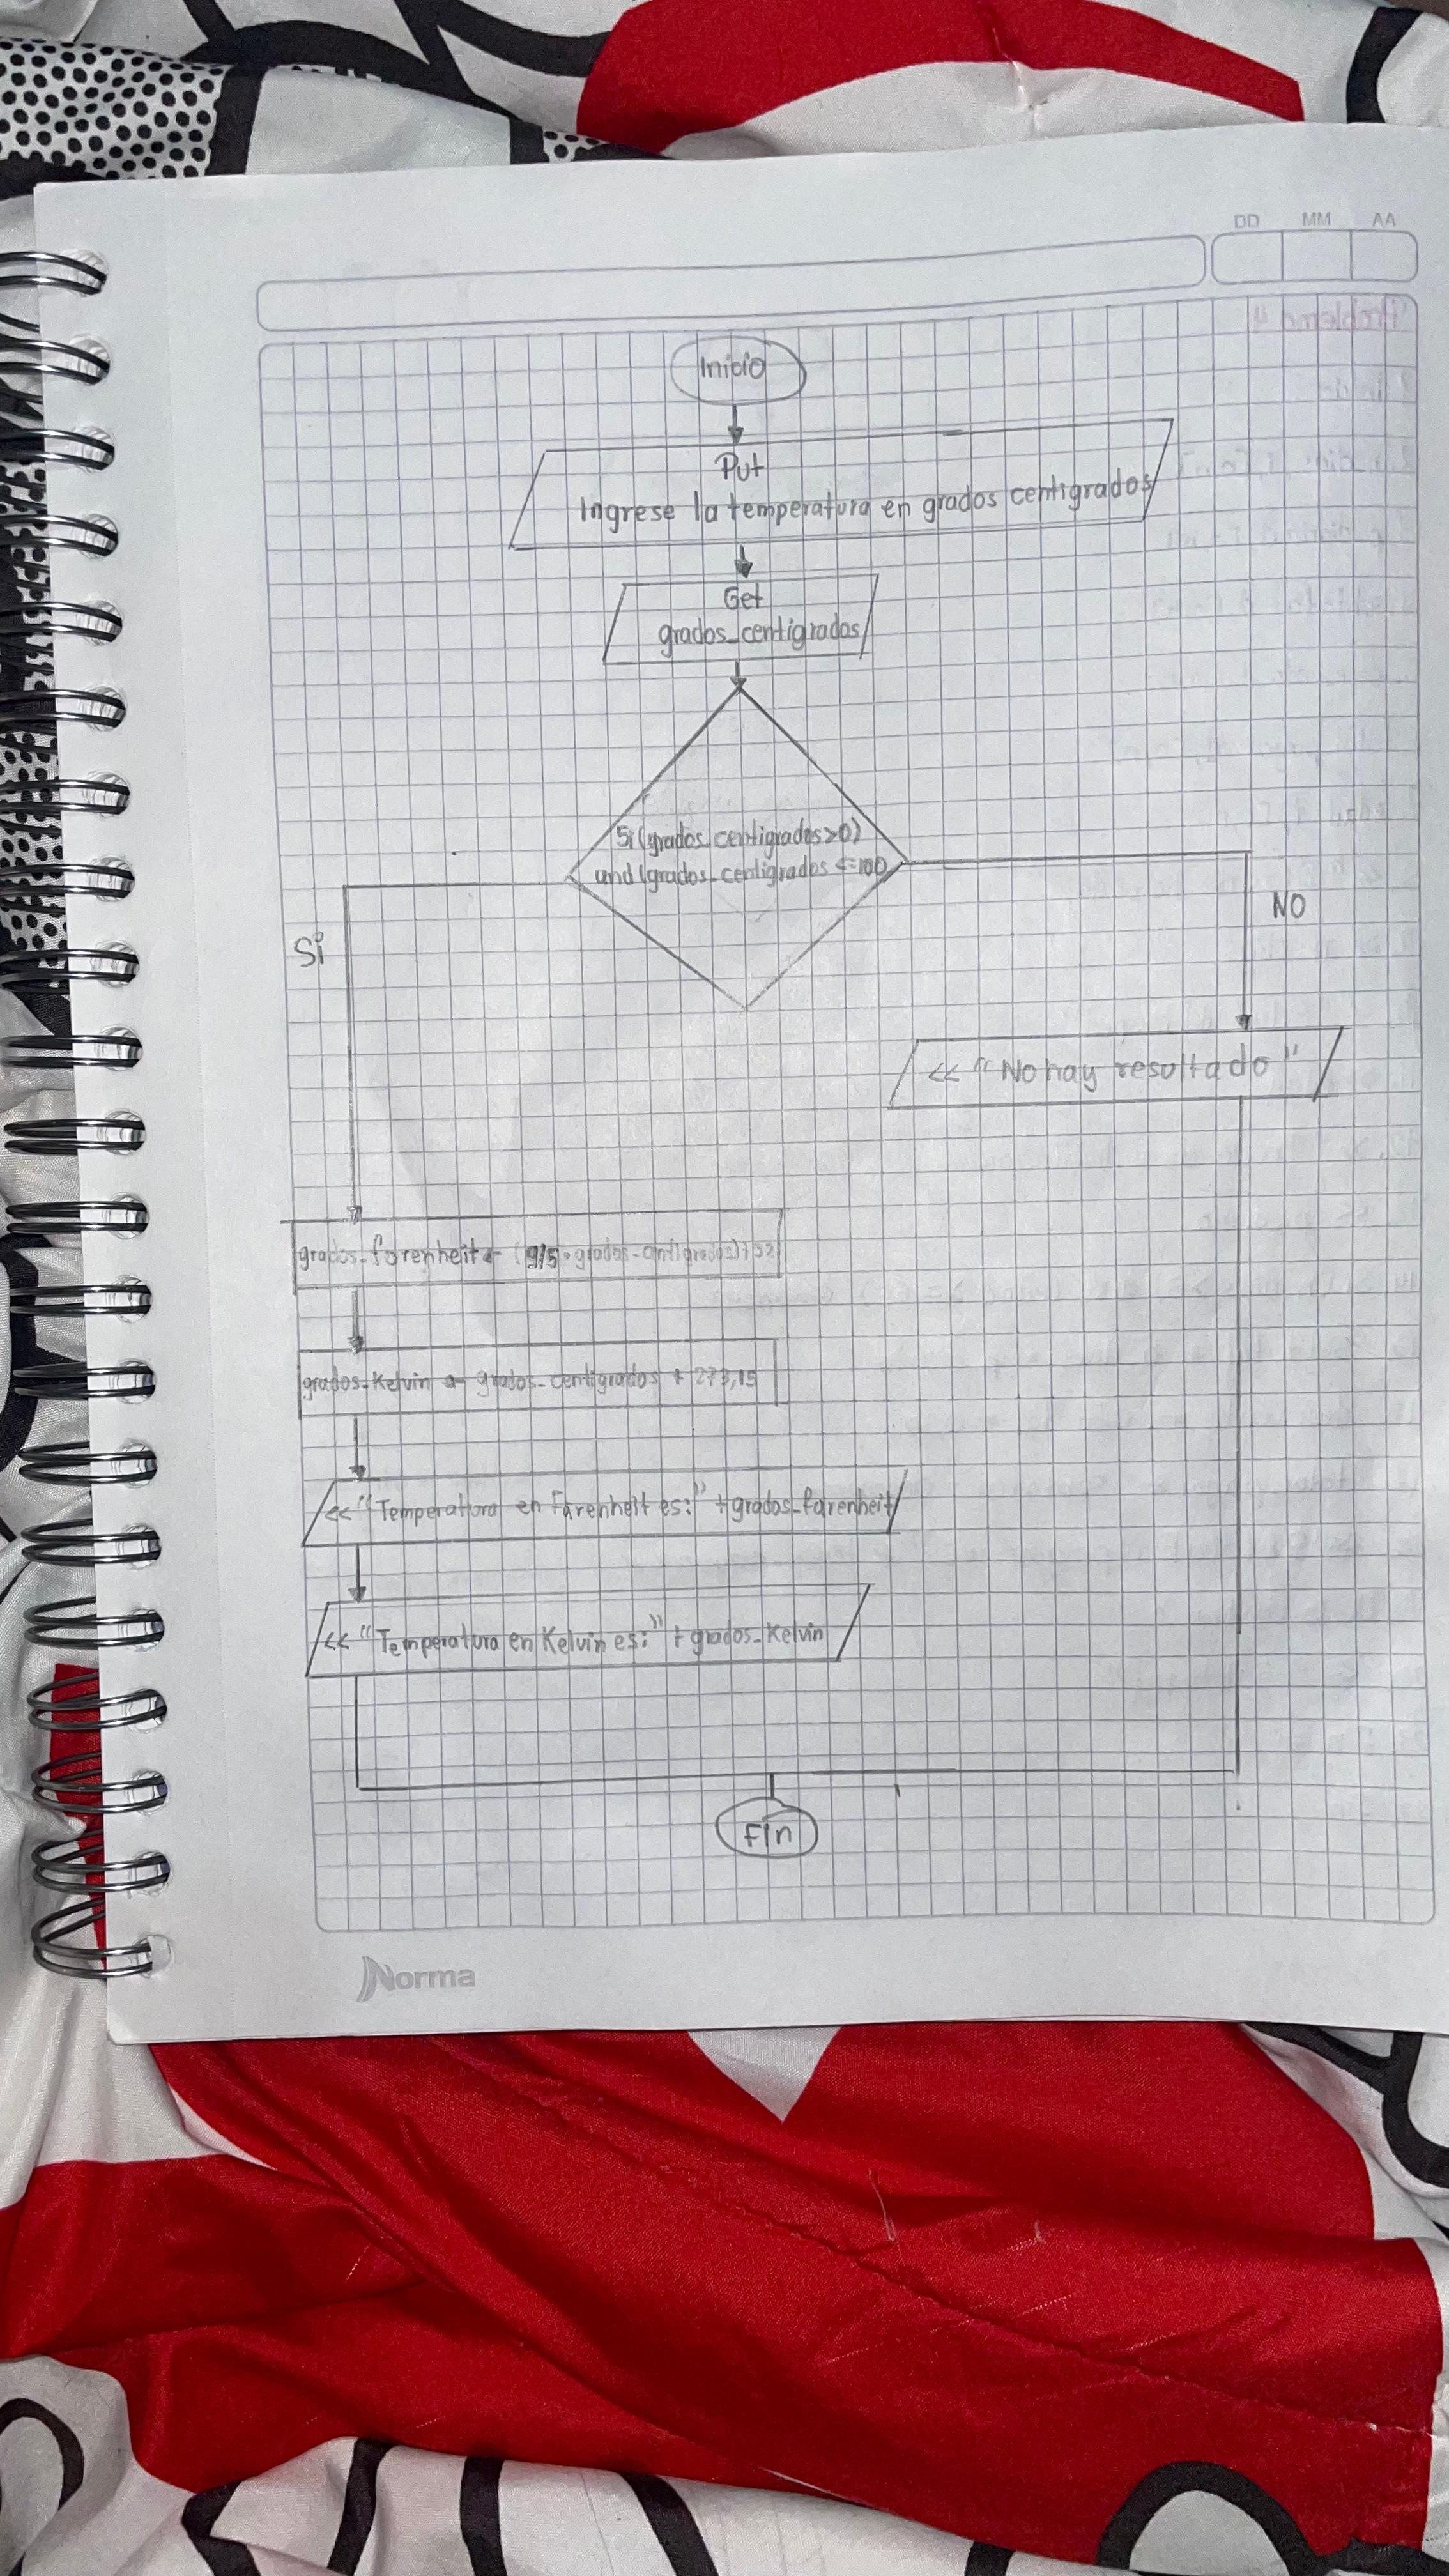 DD MM AA
Inicio
Put
Ingrese la temperatura en grados centigrados
Get
grados_centigrados
Si (grados_centigrados>0)
and (grados_centigrados <=100)
Si
NO
<< "No hay resultado"
grados_farenheit ← (9/5*grados_centigrados)+32
grados_Kelvin ← grados_centigrados + 273,15
<< "Temperatura en Farenheit es:" + grados_farenheit
<< "Temperatura en Kelvin es:" + grados_Kelvin
Fin
Norma